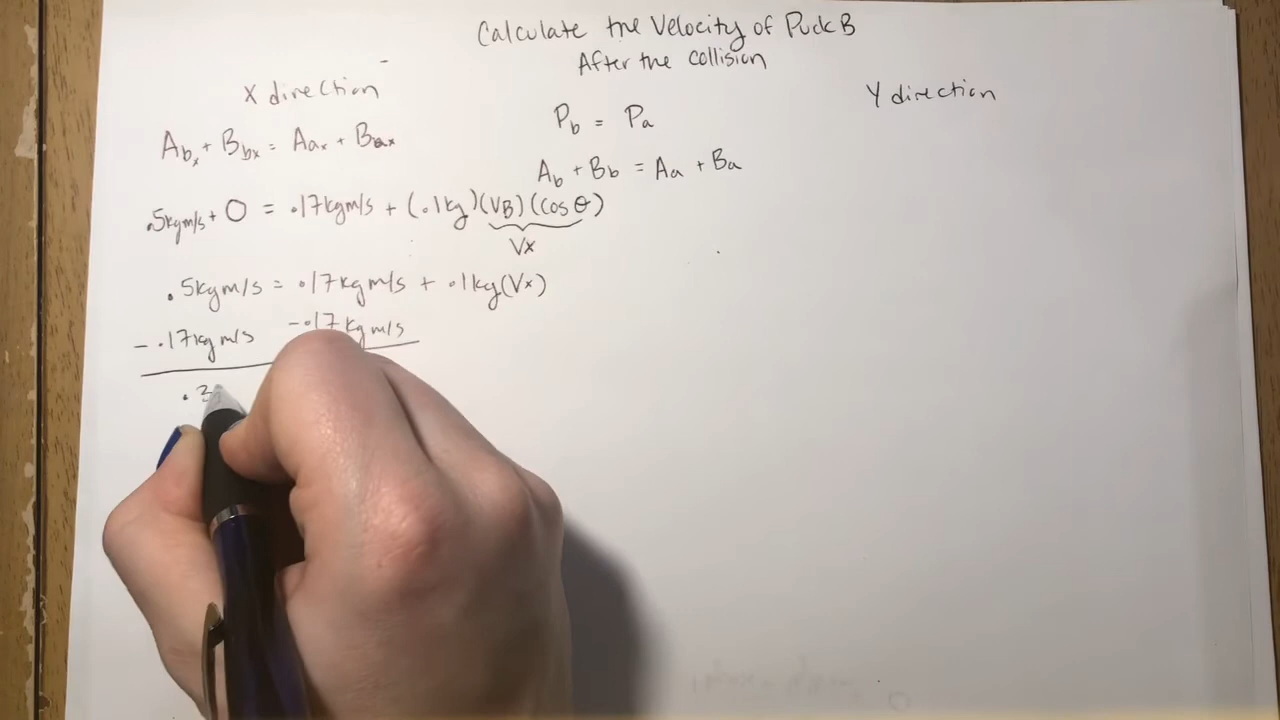 Calculate the Velocity of Puck B
After the collision
X direction
Y direction
Pb = Pa
Ab + Bb = Aa + Ba
Abx + Bbx = Aax + Bax
.5kgm/s + 0 = .17kgm/s + (.1kg)(VB)(cos θ)
Vx
.5kgm/s = .17kgm/s + .1kg(Vx)
- .17kgm/s -.17kgm/s
.3